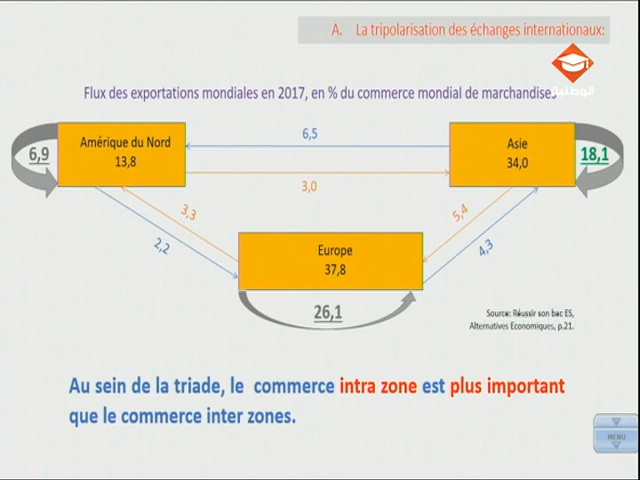 A. La tripolarisation des échanges internationaux:
الوطنية
Flux des exportations mondiales en 2017, en % du commerce mondial de marchandises
Amérique du Nord
13,8
6,9
6,5
3,0
Asie
34,0
18,1
3,3
2,2
5,4
4,3
Europe
37,8
26,1
Source: Réussir son bac ES,
Alternatives Economiques, p.21.
Au sein de la triade, le commerce intra zone est plus important
que le commerce inter zones.
MENU